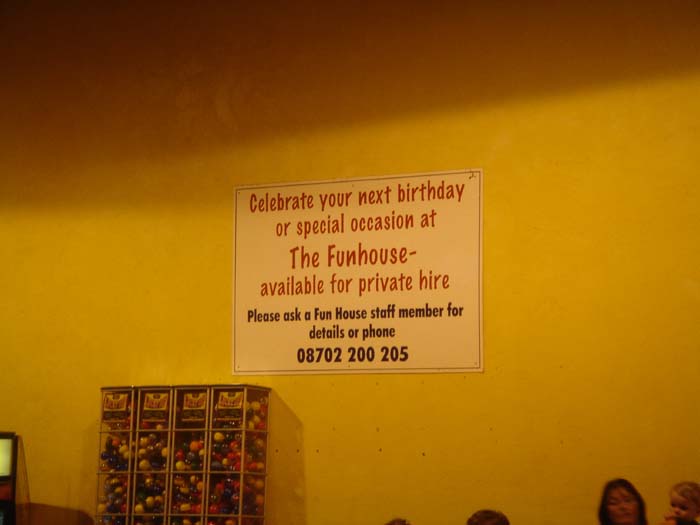 Celebrate your next birthday
or special occasion at
The Funhouse-
available for private hire
Please ask a Fun House staff member for
details or phone
08702 200 205